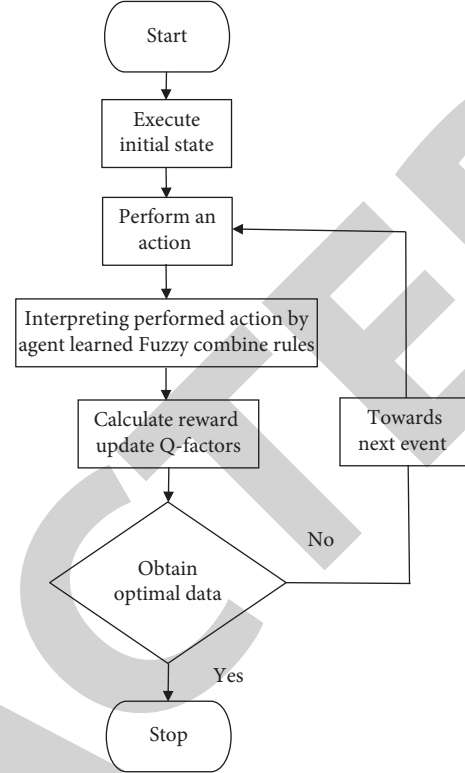 Start
Execute
initial state
Perform an
action
Interpreting performed action by
agent learned Fuzzy combine rules
Calculate reward
update Q-factors
Towards
next event
No
Obtain
optimal data
Yes
Stop